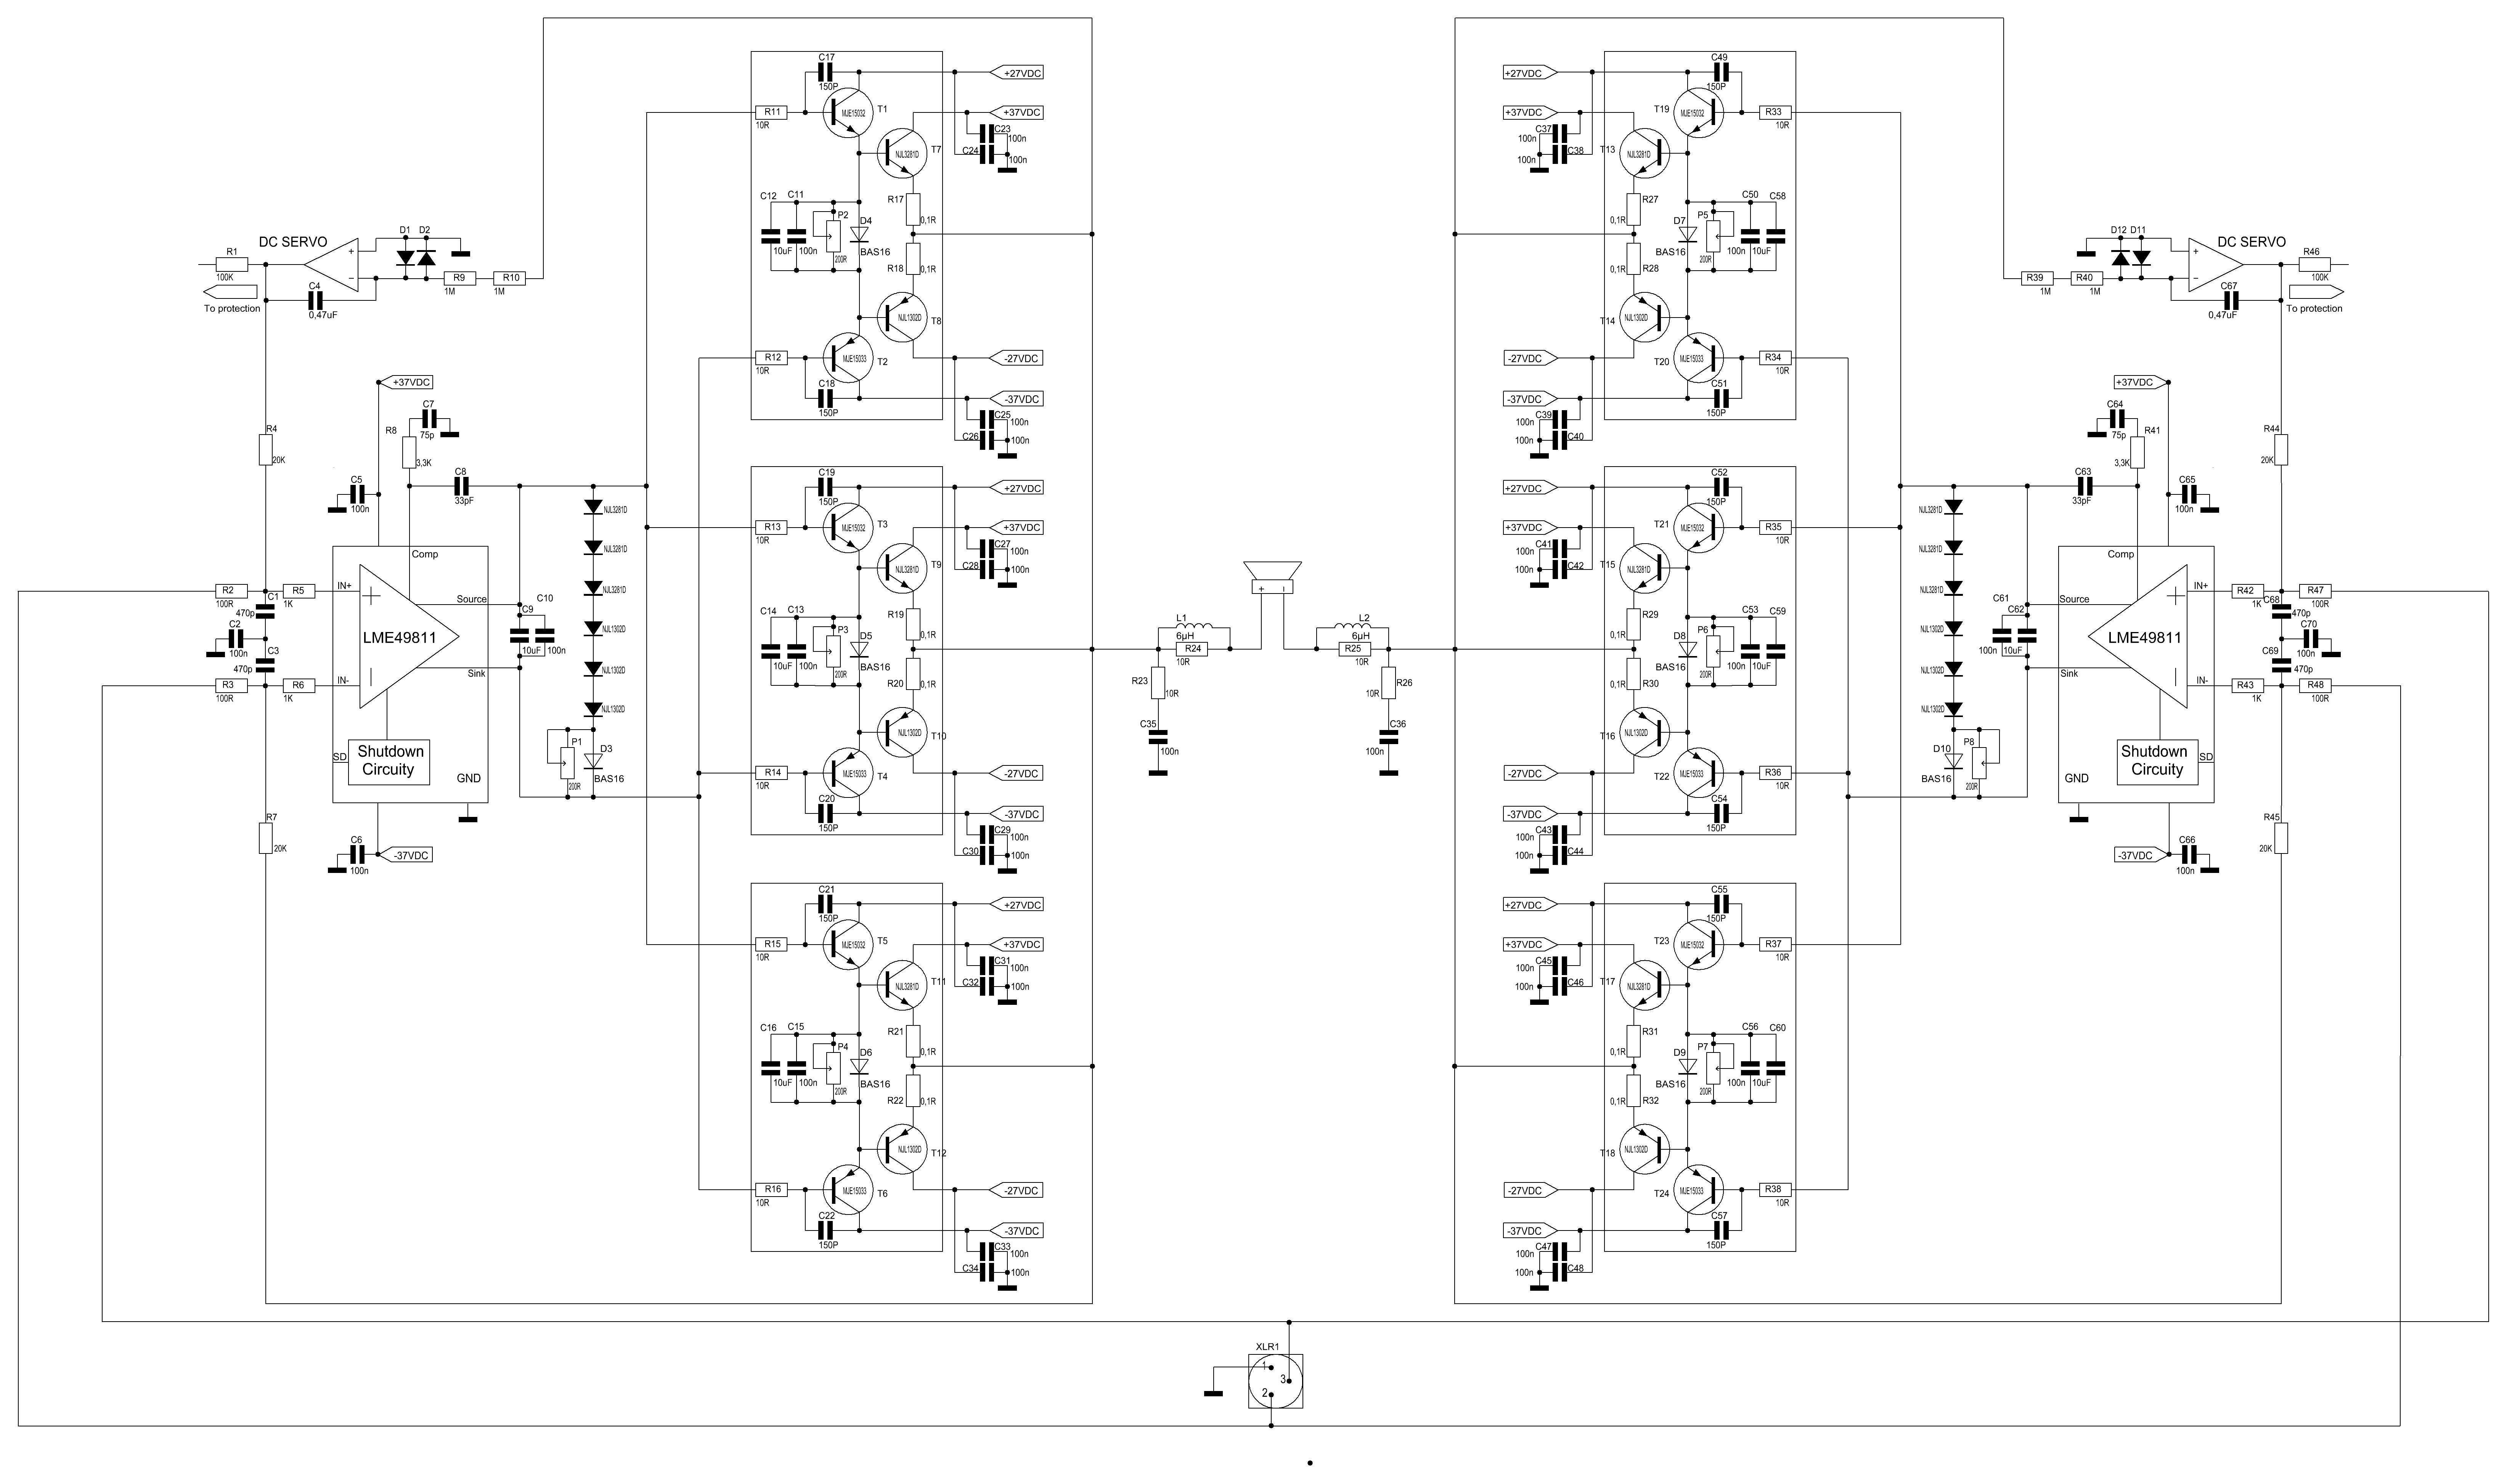 DC SERVO
R1
100K
To protection
D1
D2
R9
1M
R10
1M
C4
0,47uF
R4
20K
+37VDC
C7
75p
R8
3,3K
C5
100n
C8
33pF
Comp
IN+
Source
LME49811
Sink
IN-
Shutdown
Circuity
SD
GND
R2
100R
R5
1K
C1
470p
C2
100n
C3
470p
R3
100R
R6
1K
R7
20K
C6
100n
-37VDC
C9
10uF
C10
100n
NJL3281D
NJL3281D
NJL3281D
NJL1302D
NJL1302D
NJL1302D
P1
200R
D3
BAS16
C17
150P
+27VDC
R11
10R
MJE15032
T1
+37VDC
C23
100n
C24
100n
NJL3281D
T7
C12
10uF
C11
100n
P2
200R
D4
BAS16
R17
0,1R
R18
0,1R
NJL1302D
T8
R12
10R
MJE15033
T2
-27VDC
C18
150P
-37VDC
C25
100n
C26
100n
C19
150P
+27VDC
R13
10R
MJE15032
T3
+37VDC
C27
100n
C28
100n
NJL3281D
T9
C14
10uF
C13
100n
P3
200R
D5
BAS16
R19
0,1R
R20
0,1R
NJL1302D
T10
R14
10R
MJE15033
T4
-27VDC
C20
150P
-37VDC
C29
100n
C30
100n
C21
150P
+27VDC
R15
10R
MJE15032
T5
+37VDC
C31
100n
C32
100n
NJL3281D
T11
C16
10uF
C15
100n
P4
200R
D6
BAS16
R21
0,1R
R22
0,1R
NJL1302D
T12
R16
10R
MJE15033
T6
-27VDC
C22
150P
-37VDC
C33
100n
C34
100n
L1
6µH
R24
10R
R23
10R
C35
100n
+ -
L2
6µH
R25
10R
R26
10R
C36
100n
+27VDC
C49
150P
+37VDC
T19
MJE15032
R33
10R
C37
100n
C38
100n
T13
NJL3281D
R27
0,1R
R28
0,1R
D7
BAS16
P5
200R
C50
100n
C58
10uF
T14
NJL1302D
-27VDC
T20
MJE15033
R34
10R
-37VDC
C51
150P
C39
100n
C40
100n
+27VDC
C52
150P
+37VDC
T21
MJE15032
R35
10R
C41
100n
C42
100n
T15
NJL3281D
R29
0,1R
R30
0,1R
D8
BAS16
P6
200R
C53
100n
C59
10uF
T16
NJL1302D
-27VDC
T22
MJE15033
R36
10R
-37VDC
C54
150P
C43
100n
C44
100n
+27VDC
C55
150P
+37VDC
T23
MJE15032
R37
10R
C45
100n
C46
100n
T17
NJL3281D
R31
0,1R
R32
0,1R
D9
BAS16
P7
200R
C56
100n
C60
10uF
T18
NJL1302D
-27VDC
T24
MJE15033
R38
10R
-37VDC
C57
150P
C47
100n
C48
100n
D12
D11
DC SERVO
R46
100K
To protection
R39
1M
R40
1M
C67
0,47uF
R44
20K
+37VDC
C64
75p
R41
3,3K
C63
33pF
C65
100n
NJL3281D
NJL3281D
NJL3281D
NJL1302D
NJL1302D
NJL1302D
D10
BAS16
P8
200R
C61
100n
C62
10uF
Comp
IN+
Source
LME49811
Sink
IN-
Shutdown
Circuity
SD
GND
R42
1K
R47
100R
C68
470p
C70
100n
C69
470p
R43
1K
R48
100R
R45
20K
-37VDC
C66
100n
XLR1
1
3
2